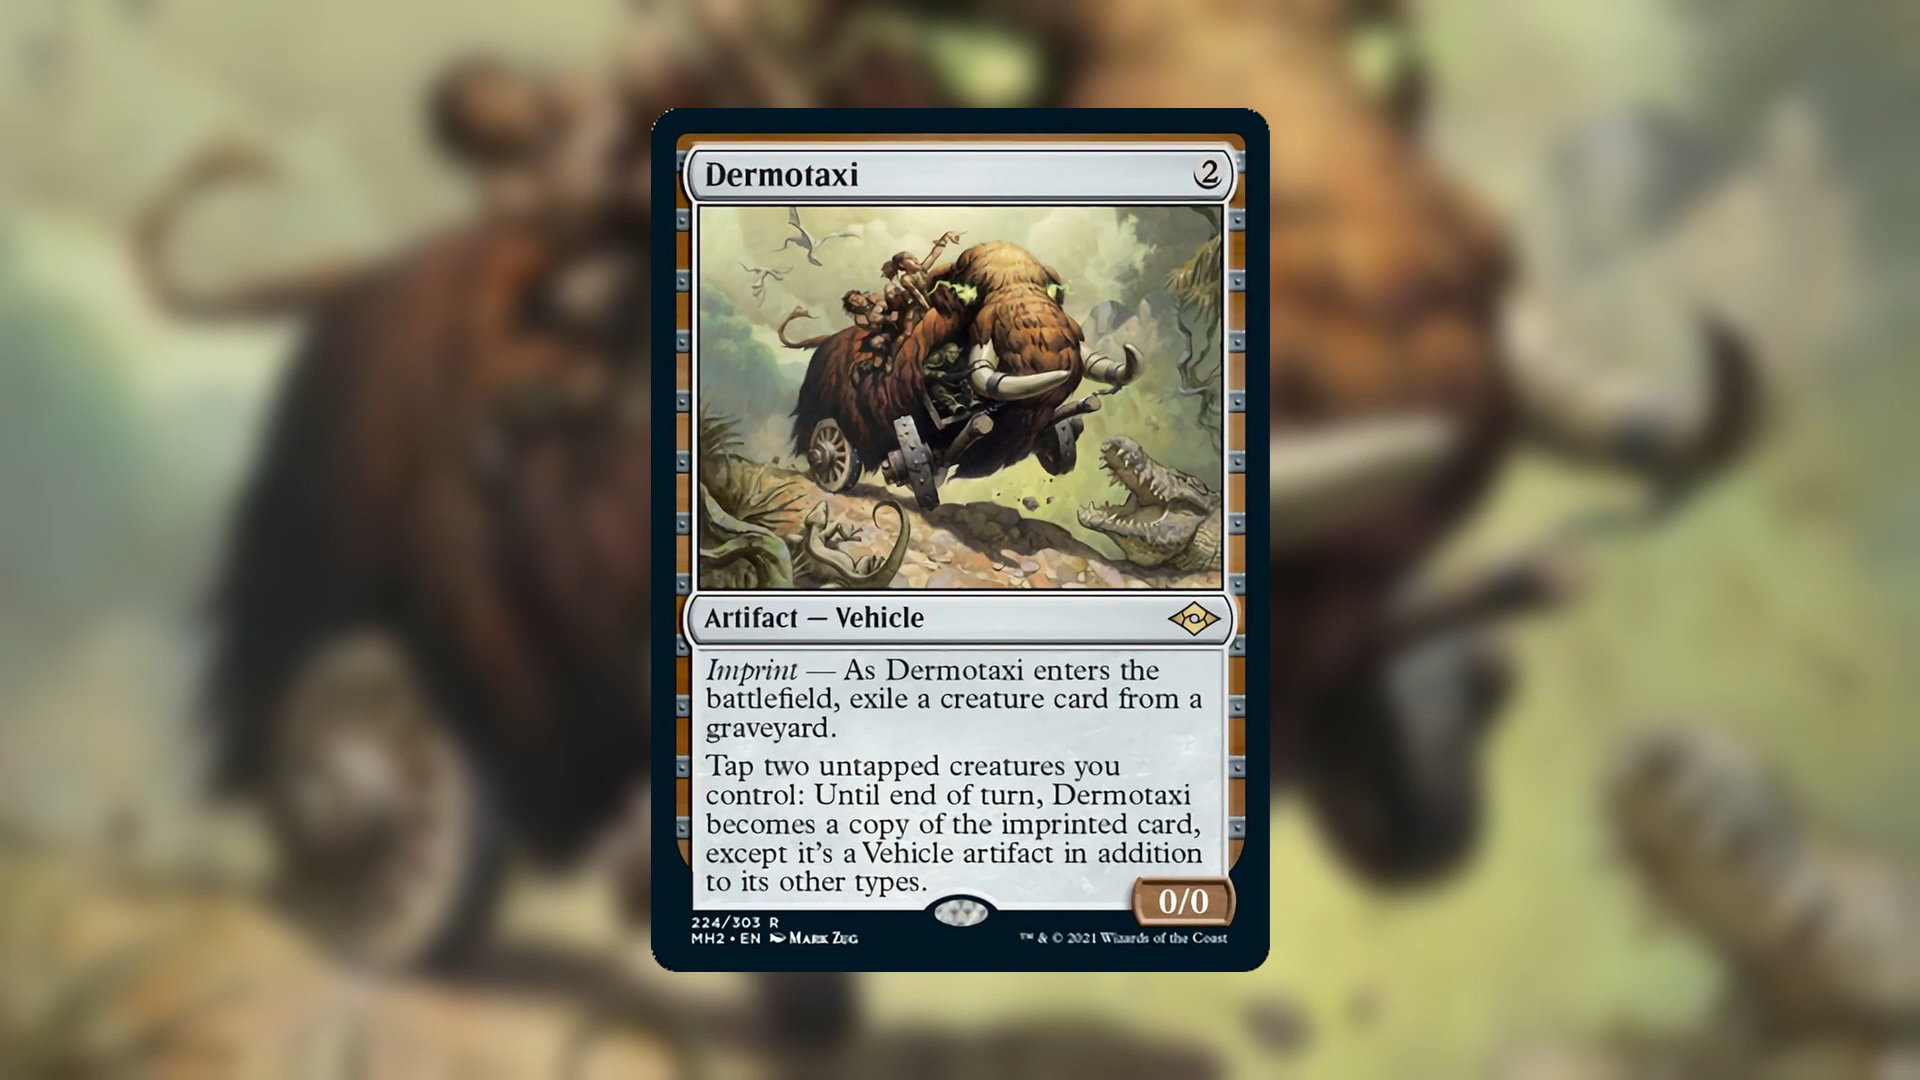 Dermotaxi 2
Artifact — Vehicle
Imprint — As Dermotaxi enters the
battlefield, exile a creature card from a
graveyard.
Tap two untapped creatures you
control: Until end of turn, Dermotaxi
becomes a copy of the imprinted card,
except it's a Vehicle artifact in addition
to its other types.
0/0
224/303 R
MH2 • EN Mark Zug
™ & © 2021 Wizards of the Coast